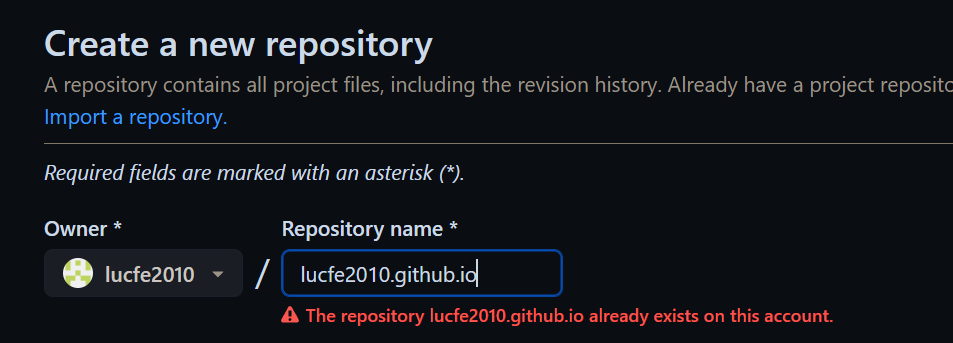 Create a new repository
A repository contains all project files, including the revision history. Already have a project
Import a repository.
Required fields are marked with an asterisk (*).
Owner * Repository name *
lucfe2010 / lucfe2010.github.io
The repository lucfe2010.github.io already exists on this account.